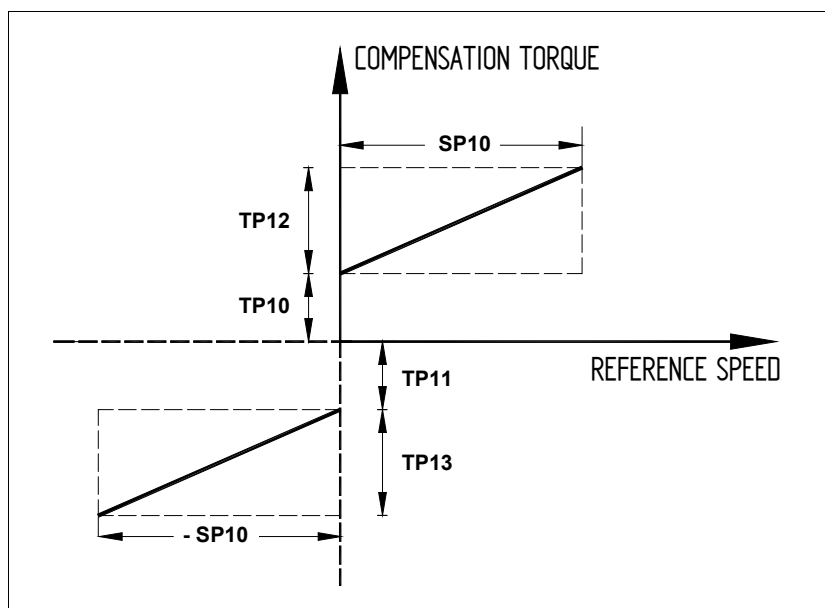 COMPENSATION TORQUE
SP10
TP12
TP10
REFERENCE SPEED
TP11
TP13
- SP10